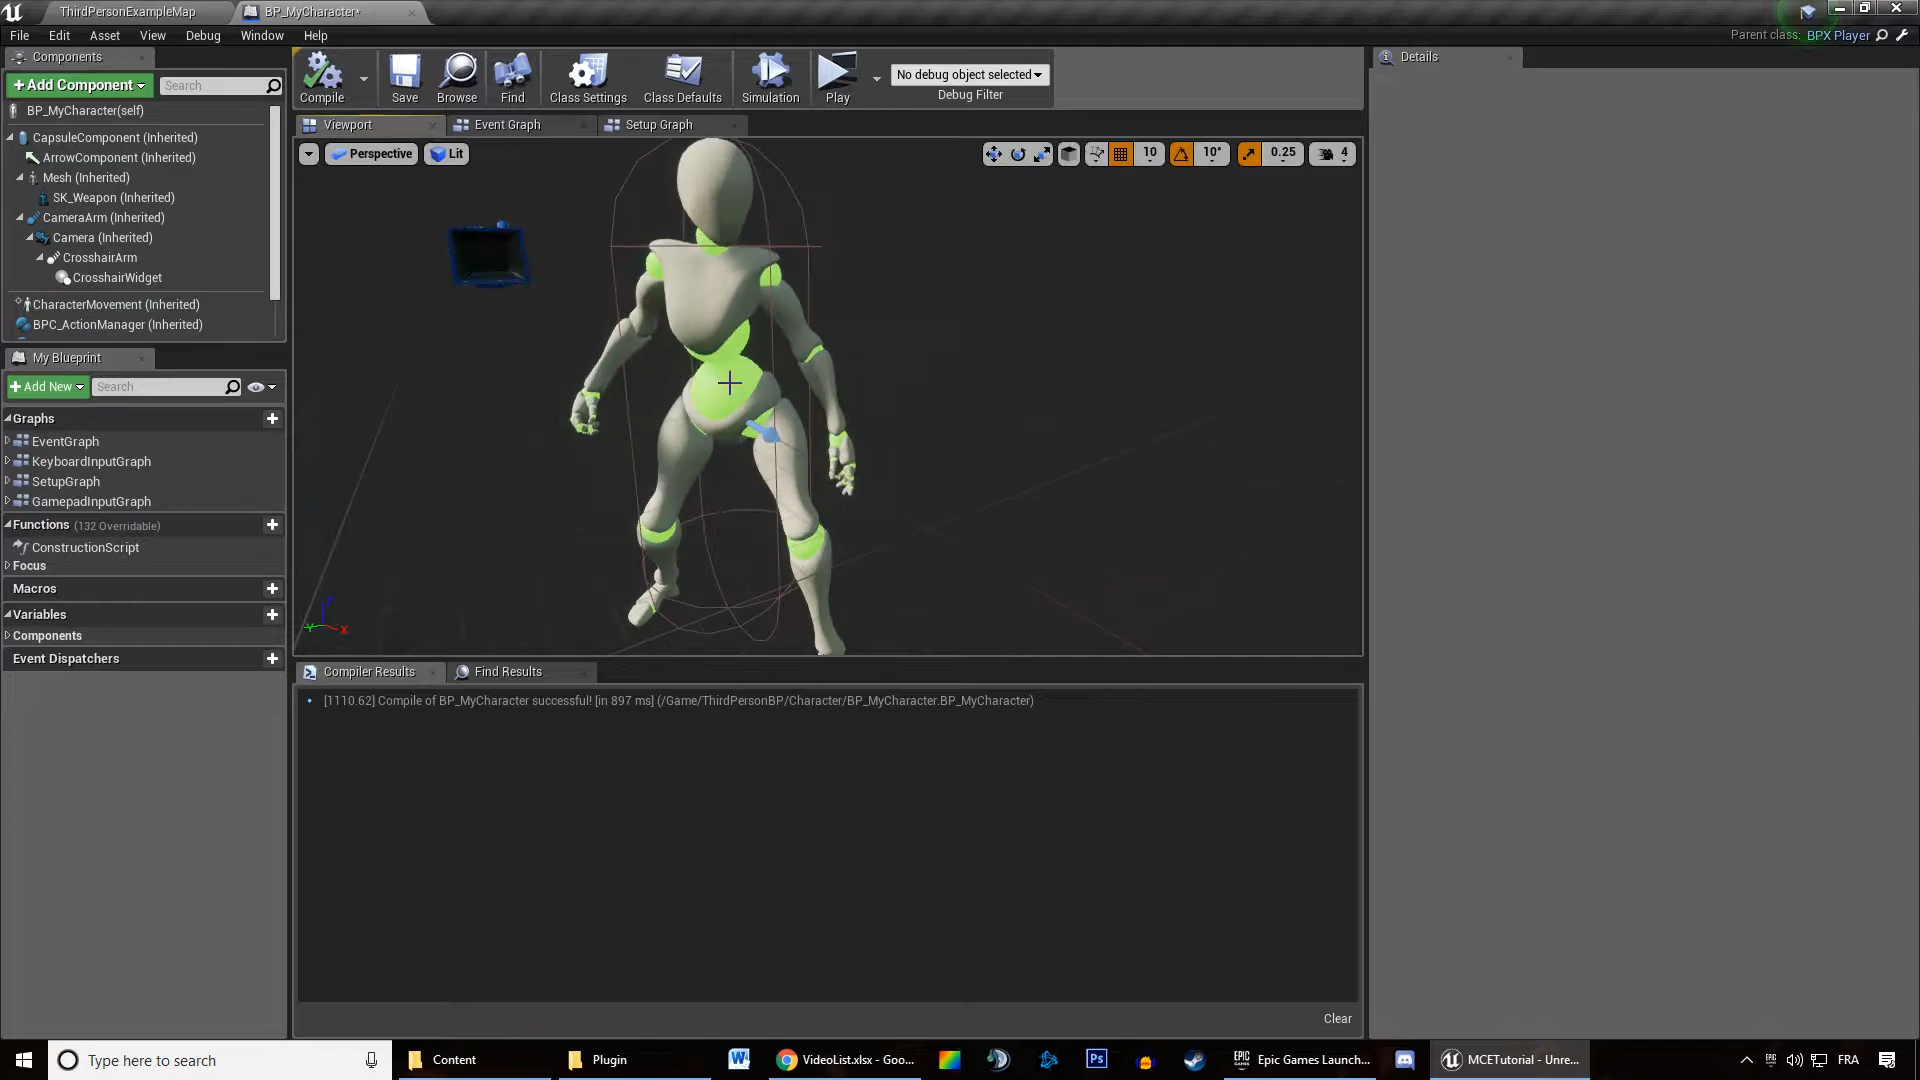 ThirdPersonExampleMap
BP_MyCharacter*
File Edit Asset View Debug Window Help
Parent class: BPX Player
Components
Add Component
Search
BP_MyCharacter(self)
CapsuleComponent (Inherited)
ArrowComponent (Inherited)
Mesh (Inherited)
SK_Weapon (Inherited)
CameraArm (Inherited)
Camera (Inherited)
CrosshairArm
CrosshairWidget
CharacterMovement (Inherited)
BPC_ActionManager (Inherited)
My Blueprint
Add New
Search
Graphs
EventGraph
KeyboardInputGraph
SetupGraph
GamepadInputGraph
Functions (132 Overridable)
ConstructionScript
Focus
Macros
Variables
Components
Event Dispatchers
Compile
Save
Browse
Find
Class Settings
Class Defaults
Simulation
Play
No debug object selected
Debug Filter
Viewport
Event Graph
Setup Graph
Perspective
Lit
10
10°
0.25
4
Z
Y
X
Compiler Results
Find Results
[1110.62] Compile of BP_MyCharacter successful! [in 897 ms] (/Game/ThirdPersonBP/Character/BP_MyCharacter.BP_MyCharacter)
Clear
Details
Type here to search
Content
Plugin
W
VideoList.xlsx - Goo...
Ps
EPIC GAMES
Epic Games Launch...
MCETutorial - Unre...
EPIC
FRA